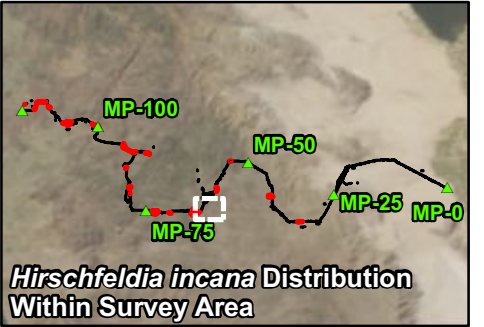 MP-100
MP-50
MP-25
MP-0
MP-75
Hirschfeldia incana Distribution
Within Survey Area